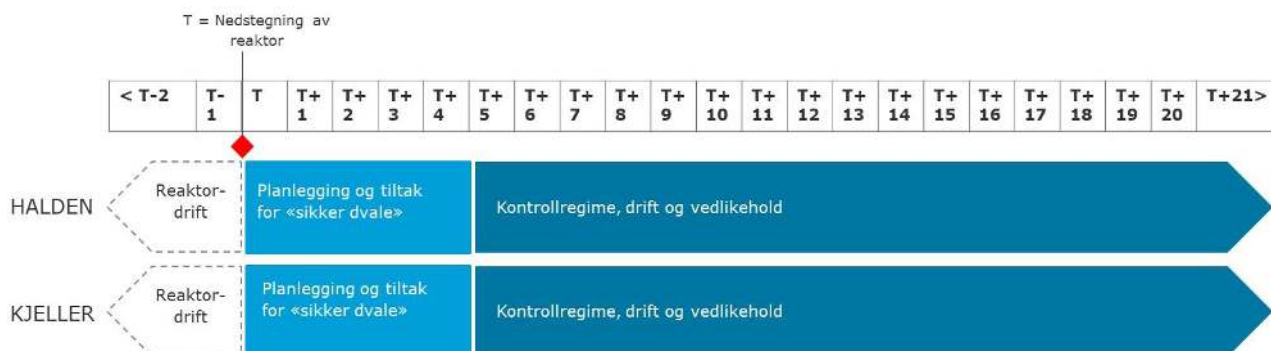 T = Nedstegning av
reaktor
< T-2 T-1 T T+1 T+2 T+3 T+4 T+5 T+6 T+7 T+8 T+9 T+10 T+11 T+12 T+13 T+14 T+15 T+16 T+17 T+18 T+19 T+20 T+21>
HALDEN
Reaktor-
drift
Planlegging og tiltak
for «sikker dvale»
Kontrollregime, drift og vedlikehold
KJELLER
Reaktor-
drift
Planlegging og tiltak
for «sikker dvale»
Kontrollregime, drift og vedlikehold